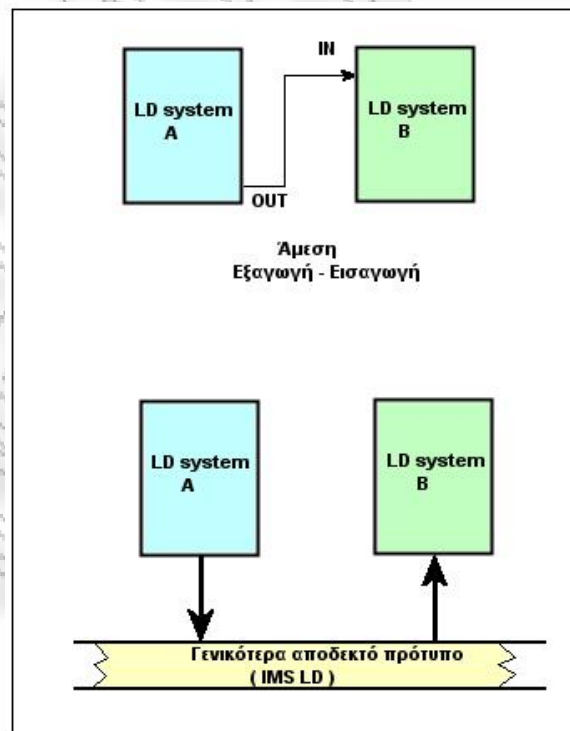 IN
LD system
A
LD system
B
OUT
Άμεση
Εξαγωγή - Εισαγωγή
LD system
A
LD system
B
Γενικότερα αποδεκτό πρότυπο
( IMS LD )